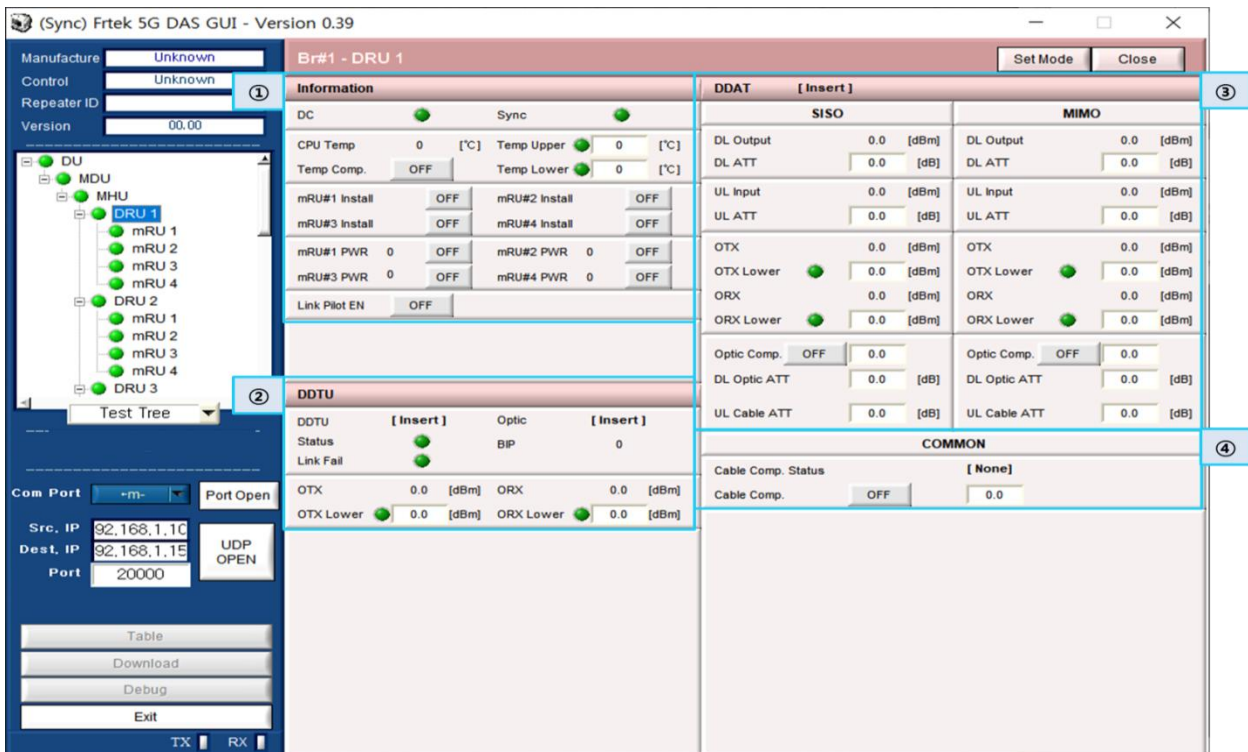 (Sync) Frtek 5G DAS GUI - Version 0.39
Manufacture Unknown
Control Unknown
Repeater ID
Version 00.00
DU
MDU
MHU
DRU 1
mRU 1
mRU 2
mRU 3
mRU 4
DRU 2
mRU 1
mRU 2
mRU 3
mRU 4
DRU 3
Test Tree
Com Port Port Open
Src. IP 92.168.1.10
Dest. IP 92.168.1.15
UDP OPEN
Port 20000
Table
Download
Debug
Exit
TX RX
Br#1 - DRU 1 Set Mode Close
①
Information
DC Sync
CPU Temp 0 [℃] Temp Upper 0 [℃]
Temp Comp. OFF Temp Lower 0 [℃]
mRU#1 Install OFF mRU#2 Install OFF
mRU#3 Install OFF mRU#4 Install OFF
mRU#1 PWR 0 OFF mRU#2 PWR 0 OFF
mRU#3 PWR 0 OFF mRU#4 PWR 0 OFF
Link Pilot EN OFF
②
DDTU
DDTU [ Insert ] Optic [ Insert ]
Status BIP 0
Link Fail
OTX 0.0 [dBm] ORX 0.0 [dBm]
OTX Lower 0.0 [dBm] ORX Lower 0.0 [dBm]
③
DDAT [ Insert ]
SISO MIMO
DL Output 0.0 [dBm] DL Output 0.0 [dBm]
DL ATT 0.0 [dB] DL ATT 0.0 [dB]
UL Input 0.0 [dBm] UL Input 0.0 [dBm]
UL ATT 0.0 [dB] UL ATT 0.0 [dB]
OTX 0.0 [dBm] OTX 0.0 [dBm]
OTX Lower 0.0 [dBm] OTX Lower 0.0 [dBm]
ORX 0.0 [dBm] ORX 0.0 [dBm]
ORX Lower 0.0 [dBm] ORX Lower 0.0 [dBm]
Optic Comp. OFF 0.0 Optic Comp. OFF 0.0
DL Optic ATT 0.0 [dB] DL Optic ATT 0.0 [dB]
UL Cable ATT 0.0 [dB] UL Cable ATT 0.0 [dB]
④
COMMON
Cable Comp. Status [ None]
Cable Comp. OFF 0.0